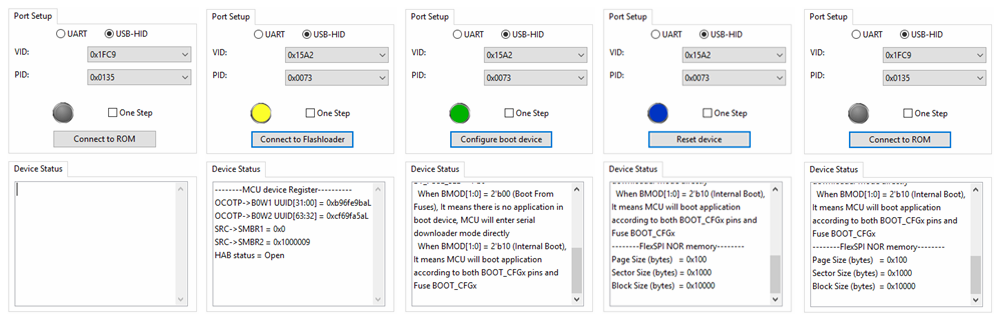 Port Setup
UART USB-HID
VID: 0x1FC9
PID: 0x0135
One Step
Connect to ROM
Device Status
Port Setup
UART USB-HID
VID: 0x15A2
PID: 0x0073
One Step
Connect to Flashloader
Device Status
--------MCU device Register----------
OCOTP->B0W1 UUID[31:00] = 0xb96fe9baL
OCOTP->B0W2 UUID[63:32] = 0xcf69fa5aL
SRC->SMBR1 = 0x0
SRC->SMBR2 = 0x1000009
HAB status = Open
Port Setup
UART USB-HID
VID: 0x15A2
PID: 0x0073
One Step
Configure boot device
Device Status
When BMOD[1:0] = 2'b00 (Boot From
Fuses), It means there is no application in
boot device, MCU will enter serial
downloader mode directly
When BMOD[1:0] = 2'b10 (Internal Boot),
It means MCU will boot application
according to both BOOT_CFGx pins and
Fuse BOOT_CFGx
Port Setup
UART USB-HID
VID: 0x15A2
PID: 0x0073
One Step
Reset device
Device Status
downloader mode directly
When BMOD[1:0] = 2'b10 (Internal Boot),
It means MCU will boot application
according to both BOOT_CFGx pins and
Fuse BOOT_CFGx
--------FlexSPI NOR memory--------
Page Size (bytes) = 0x100
Sector Size (bytes) = 0x1000
Block Size (bytes) = 0x10000
Port Setup
UART USB-HID
VID: 0x1FC9
PID: 0x0135
One Step
Connect to ROM
Device Status
downloader mode directly
When BMOD[1:0] = 2'b10 (Internal Boot),
It means MCU will boot application
according to both BOOT_CFGx pins and
Fuse BOOT_CFGx
--------FlexSPI NOR memory--------
Page Size (bytes) = 0x100
Sector Size (bytes) = 0x1000
Block Size (bytes) = 0x10000